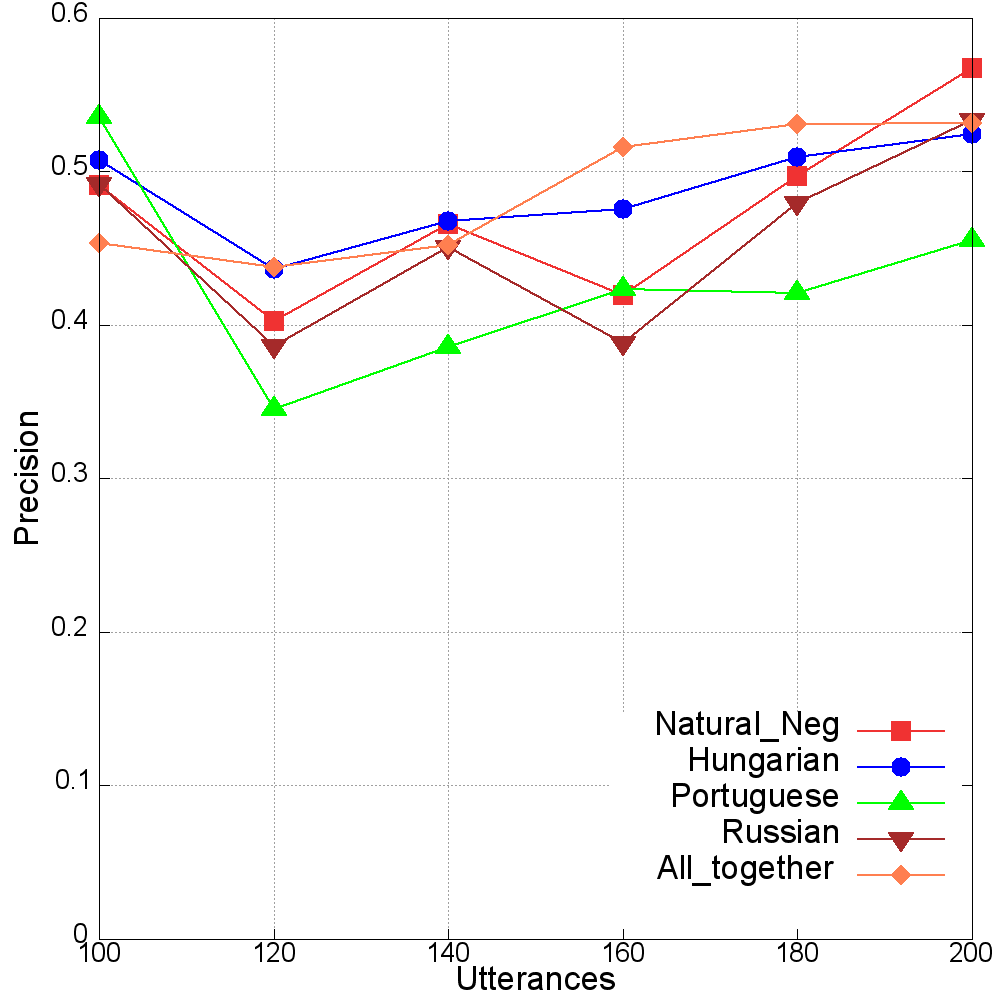 0.6
0.5
0.4
0.3
0.2
0.1
0
Precision
100 120 140 160 180 200
Utterances
Natural_Neg
Hungarian
Portuguese
Russian
All_together